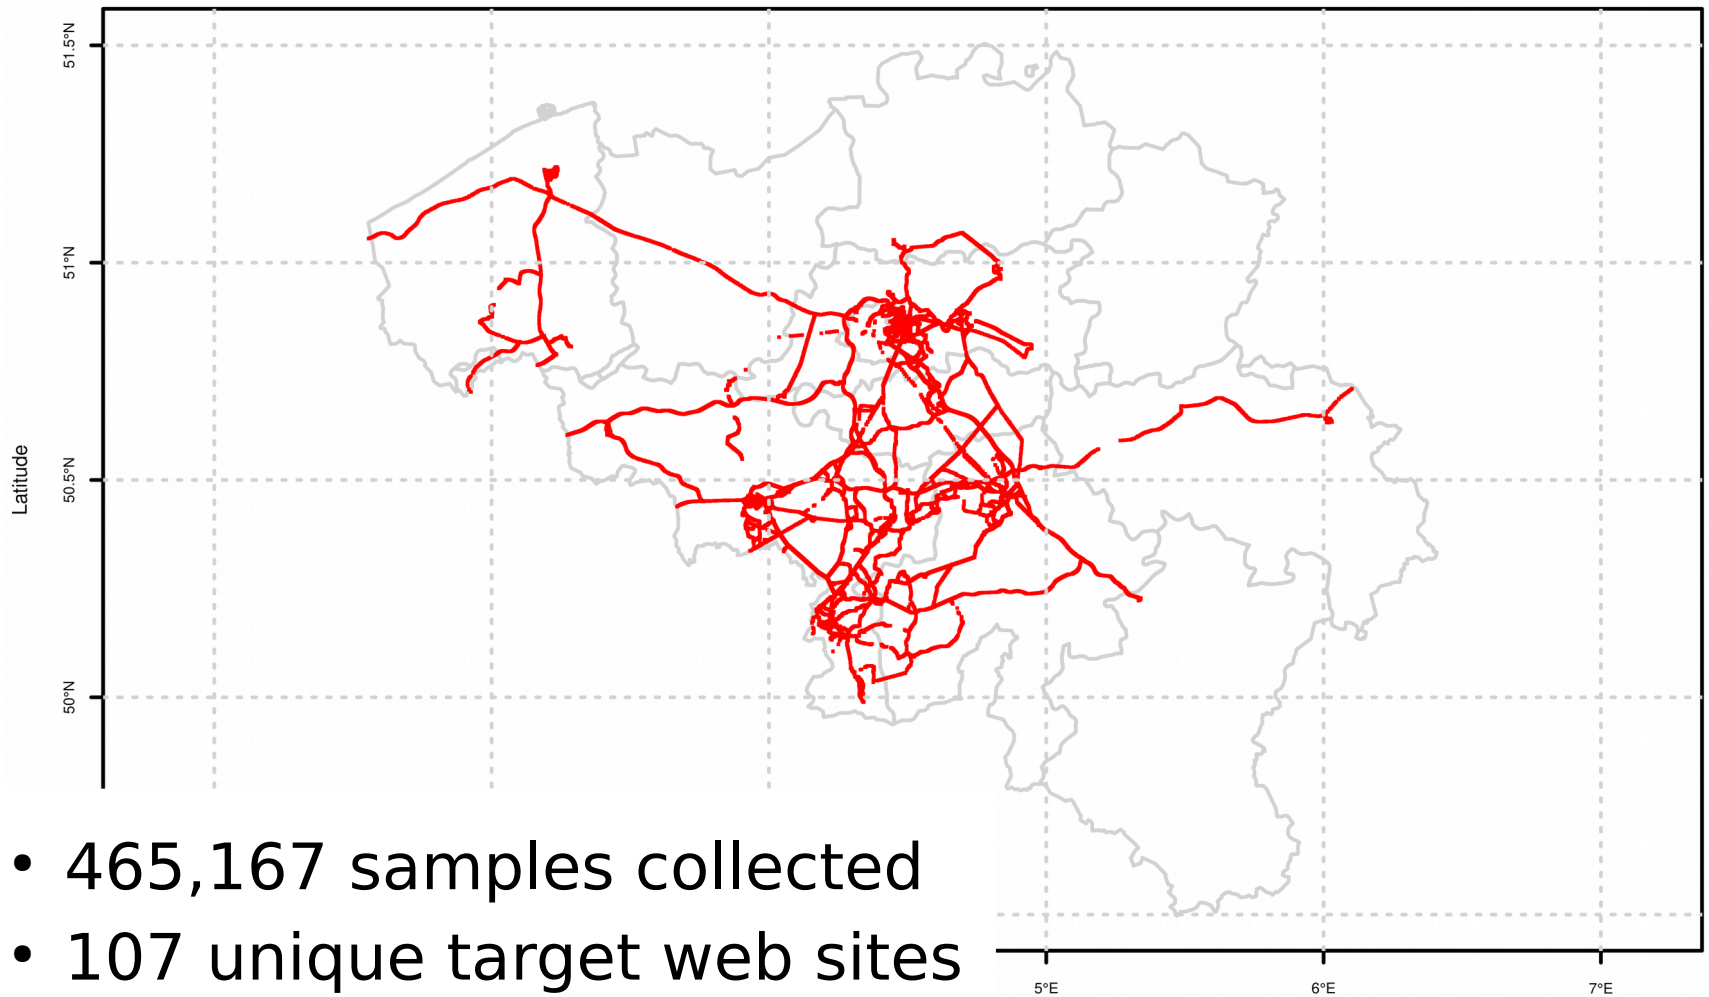 51.5°N
51°N
50.5°N
50°N
Latitude
• 465,167 samples collected
• 107 unique target web sites
5°E
6°E
7°E